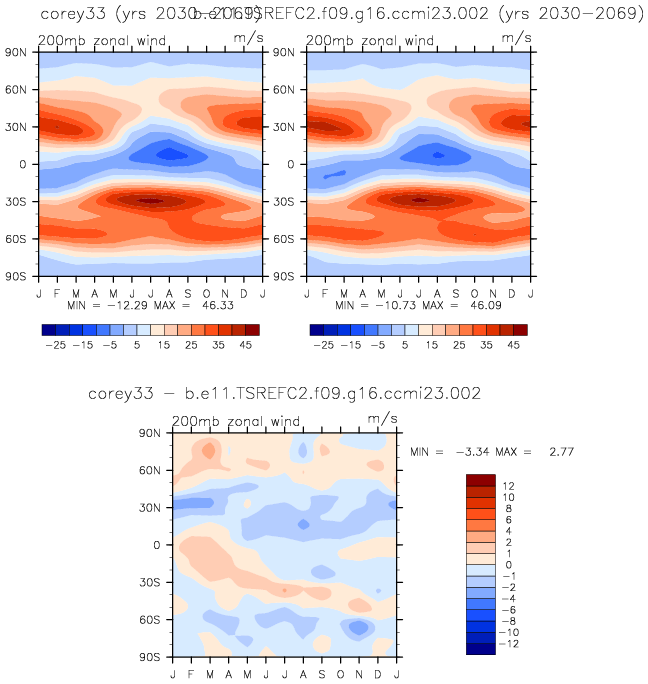 corey33 (yrs 2030−2069)
b.e11.TSREFC2.f09.g16.ccmi23.002 (yrs 2030−2069)
200mb zonal wind m/s
200mb zonal wind m/s
90N
60N
30N
0
30S
60S
90S
J F M A M J J A S O N D J
MIN = −12.29 MAX = 46.33
−25 −15 −5 5 15 25 35 45
90N
60N
30N
0
30S
60S
90S
J F M A M J J A S O N D J
MIN = −10.73 MAX = 46.09
−25 −15 −5 5 15 25 35 45
corey33 − b.e11.TSREFC2.f09.g16.ccmi23.002
200mb zonal wind m/s
90N
60N
30N
0
30S
60S
90S
J F M A M J J A S O N D J
MIN = −3.34 MAX = 2.77
12
10
8
6
4
2
1
0
−1
−2
−4
−6
−8
−10
−12